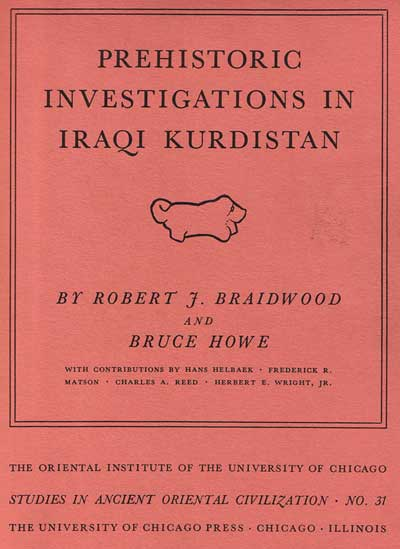 PREHISTORIC
INVESTIGATIONS IN
IRAQI KURDISTAN
BY ROBERT J. BRAIDWOOD
AND
BRUCE HOWE
WITH CONTRIBUTIONS BY HANS HELBAEK · FREDERICK R.
MATSON · CHARLES A. REED · HERBERT E. WRIGHT, JR.
THE ORIENTAL INSTITUTE OF THE UNIVERSITY OF CHICAGO
STUDIES IN ANCIENT ORIENTAL CIVILIZATION · NO. 31
THE UNIVERSITY OF CHICAGO PRESS · CHICAGO · ILLINOIS